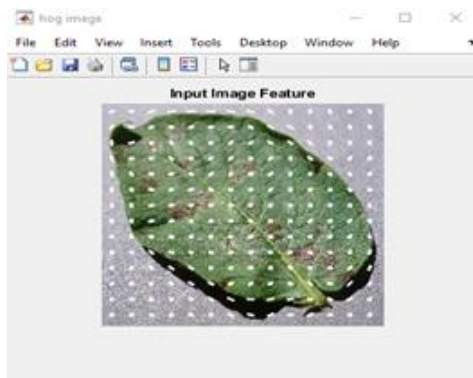 hog image
File Edit View Insert Tools Desktop Window Help
Input Image Feature